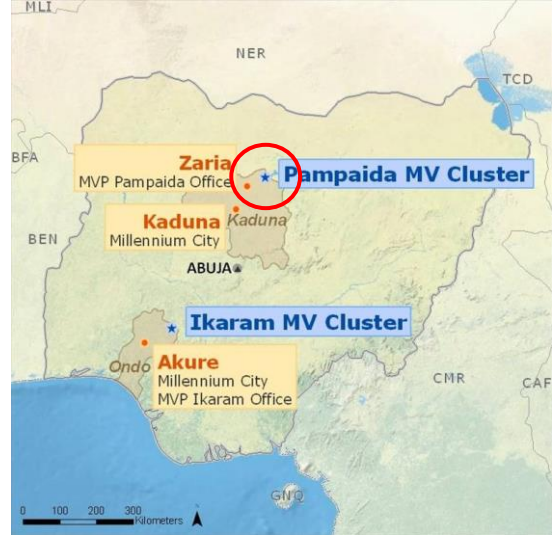 MLI
NER
TCD
BFA
Zaria
MVP Pampaida Office
Pampaida MV Cluster
Kaduna
Millennium City
Kaduna
BEN
ABUJA
Ikaram MV Cluster
Ondo
Akure
Millennium City
MVP Ikaram Office
CMR
CAF
GNQ
0 100 200 300
Kilometers